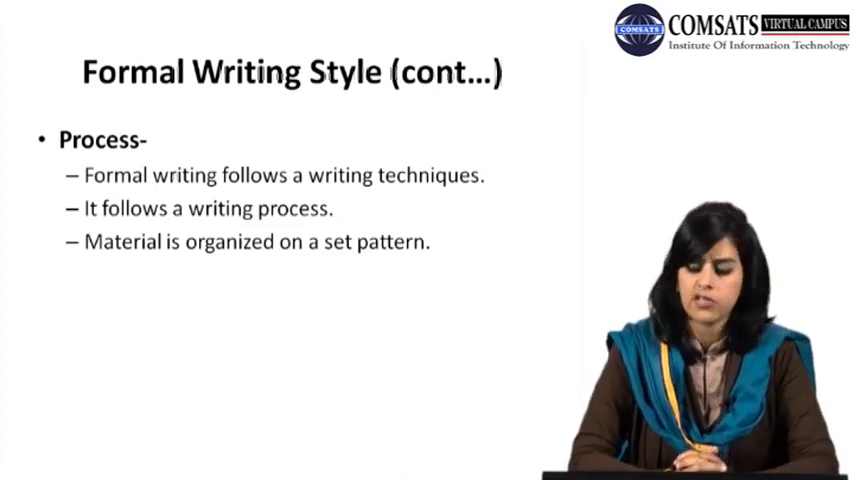 COMSATS VIRTUAL CAMPUS
COMSATS
Institute Of Information Technology
Formal Writing Style (cont...)
• Process-
– Formal writing follows a writing techniques.
– It follows a writing process.
– Material is organized on a set pattern.